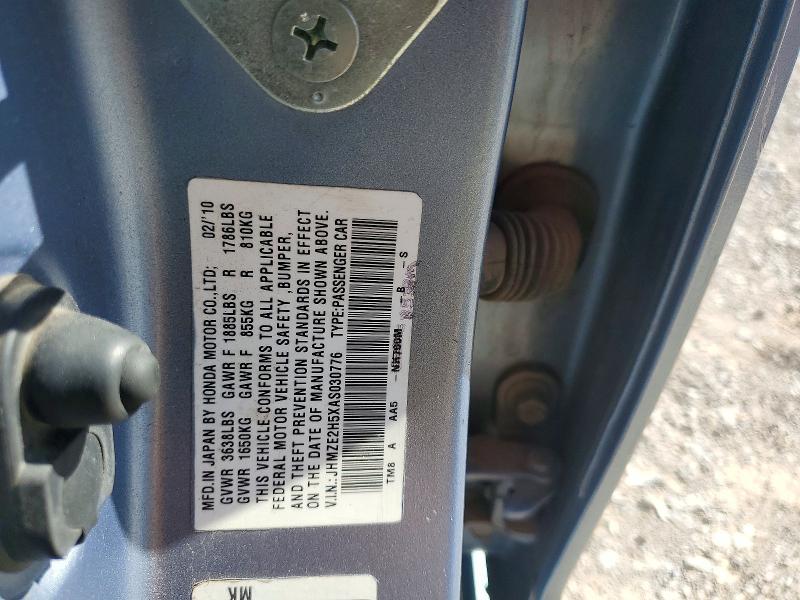 MFD.IN JAPAN BY HONDA MOTOR CO.,LTD; 02/'10
GVWR 3638LBS GAWR F 1885LBS R 1786LBS
GVWR 1650KG GAWR F 855KG R 810KG
THIS VEHICLE CONFORMS TO ALL APPLICABLE
FEDERAL MOTOR VEHICLE SAFETY ,BUMPER,
AND THEFT PREVENTION STANDARDS IN EFFECT
ON THE DATE OF MANUFACTURE SHOWN ABOVE.
V.I.N.:JHMZE2H5XAS030776 TYPE:PASSENGER CAR
TM8 A AA5 - B - S
MK